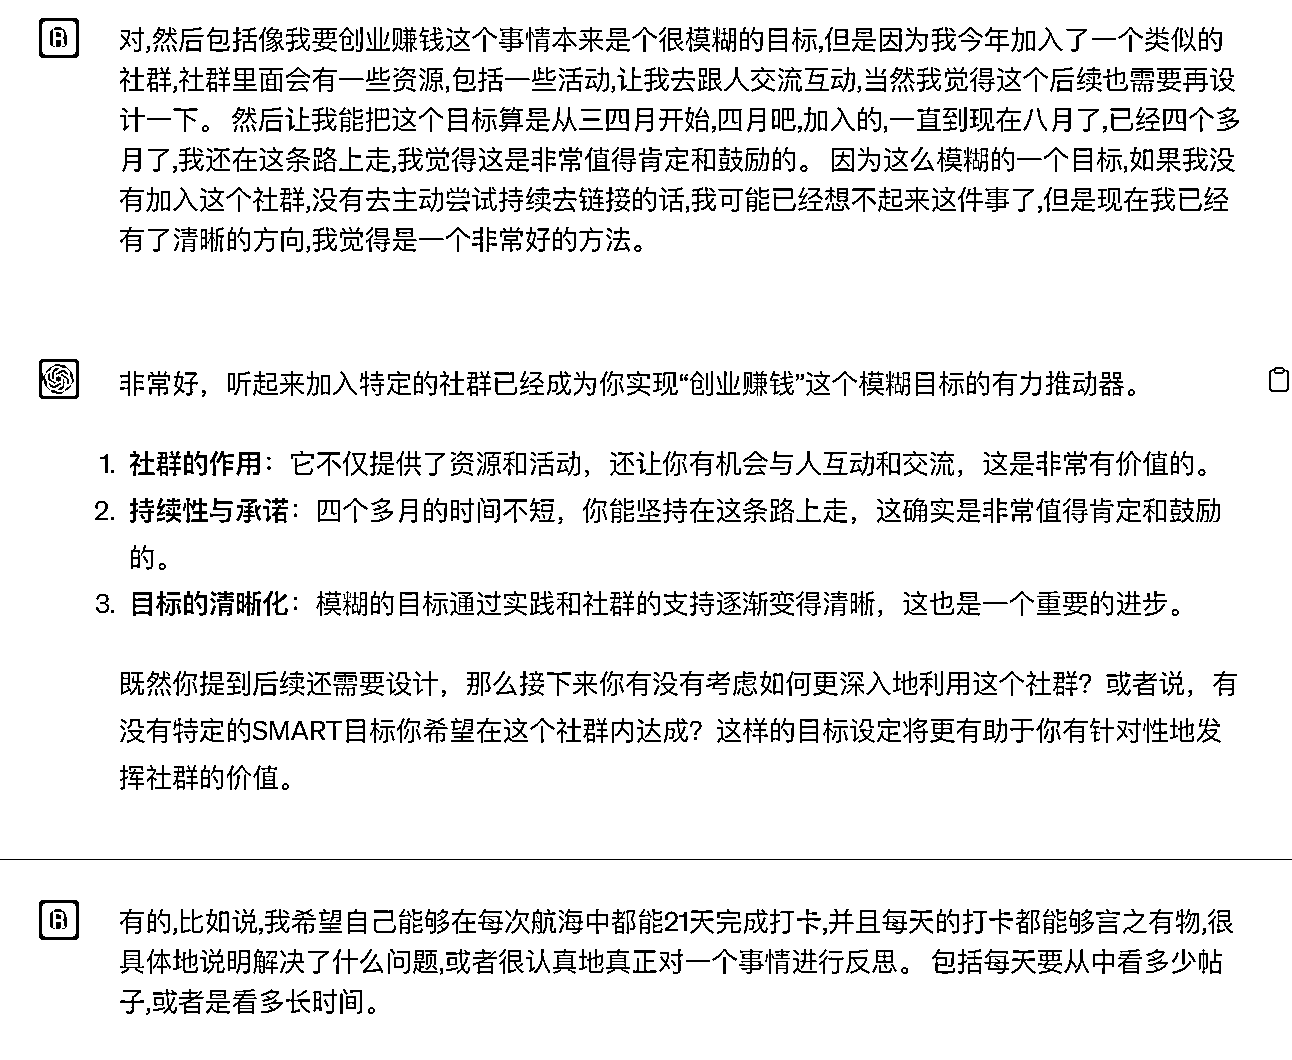 对,然后包括像我要创业赚钱这个事情本来是个很模糊的目标,但是因为我今年加入了一个类似的
社群,社群里面会有一些资源,包括一些活动,让我去跟人交流互动,当然我觉得这个后续也需要再设
计一下。 然后让我能把这个目标算是从三四月开始,四月吧,加入的,一直到现在八月了,已经四个多
月了,我还在这条路上走,我觉得这是非常值得肯定和鼓励的。 因为这么模糊的一个目标,如果我没
有加入这个社群,没有去主动尝试持续去链接的话,我可能已经想不起来这件事了,但是现在我已经
有了清晰的方向,我觉得是一个非常好的方法。
非常好，听起来加入特定的社群已经成为你实现“创业赚钱”这个模糊目标的有力推动器。
1. 社群的作用：它不仅提供了资源和活动，还让你有机会与人互动和交流，这是非常有价值的。
2. 持续性与承诺：四个多月的时间不短，你能坚持在这条路上走，这确实是非常值得肯定和鼓励
的。
3. 目标的清晰化：模糊的目标通过实践和社群的支持逐渐变得清晰，这也是一个重要的进步。
既然你提到后续还需要设计，那么接下来你有没有考虑如何更深入地利用这个社群？或者说，有
没有特定的SMART目标你希望在这个社群内达成？这样的目标设定将更有助于你有针对性地发
挥社群的价值。
有的,比如说,我希望自己能够在每次航海中都能21天完成打卡,并且每天的打卡都能够言之有物,很
具体地说明解决了什么问题,或者很认真地真正对一个事情进行反思。 包括每天要从中看多少帖
子,或者是看多长时间。